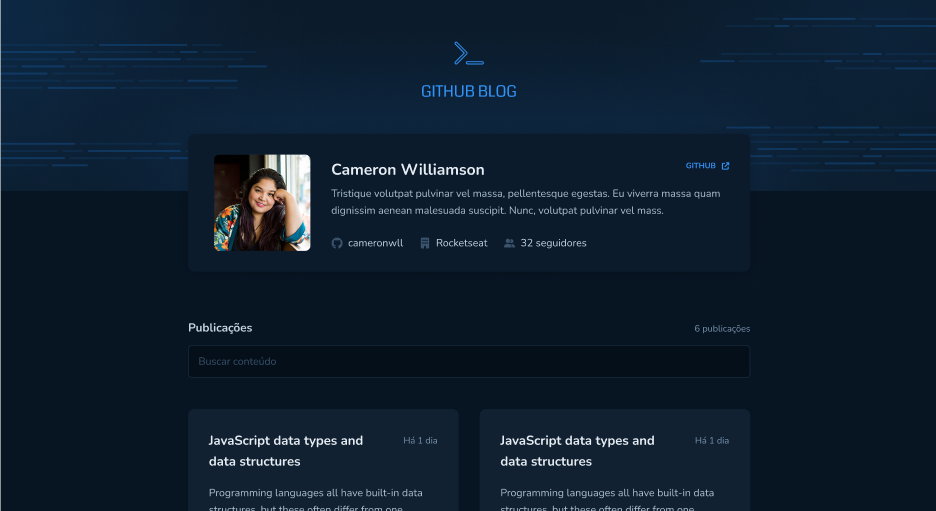 GITHUB BLOG
Cameron Williamson
GITHUB
Tristique volutpat pulvinar vel massa, pellentesque egestas. Eu viverra massa quam
dignissim aenean malesuada suscipit. Nunc, volutpat pulvinar vel mass.
cameronwll Rocketseat 32 seguidores
Publicações
6 publicações
Buscar conteúdo
JavaScript data types and
data structures
Há 1 dia
Programming languages all have built-in data
structures, but these often differ from one
JavaScript data types and
data structures
Há 1 dia
Programming languages all have built-in data
structures, but these often differ from one